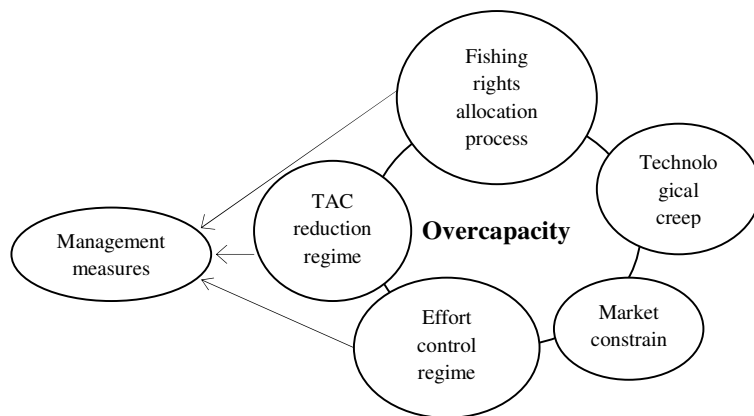 Fishing
rights
allocation
process
Technolo
gical
creep
TAC
reduction
regime
Overcapacity
Management
measures
Effort
control
regime
Market
constrain